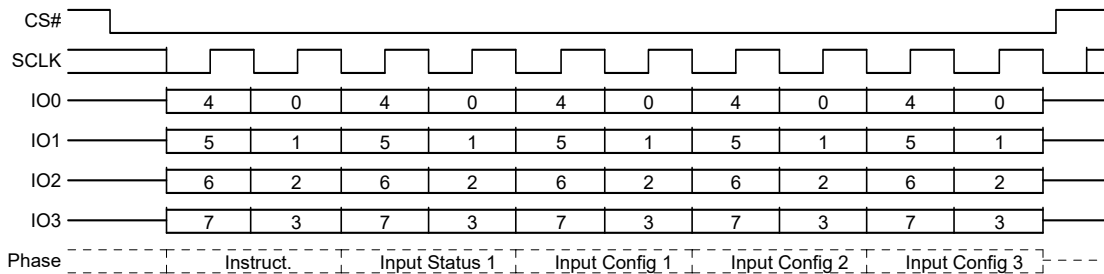 CS#
SCLK
IO0 4 0 4 0 4 0 4 0 4 0
IO1 5 1 5 1 5 1 5 1 5 1
IO2 6 2 6 2 6 2 6 2 6 2
IO3 7 3 7 3 7 3 7 3 7 3
Phase Instruct. Input Status 1 Input Config 1 Input Config 2 Input Config 3